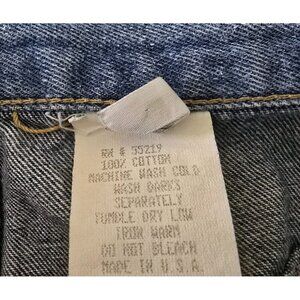 RN # 55219
100% COTTON
MACHINE WASH COLD
WASH DARKS
SEPARATELY
TUMBLE DRY LOW
IRON WARM
DO NOT BLEACH
MADE IN U.S.A.